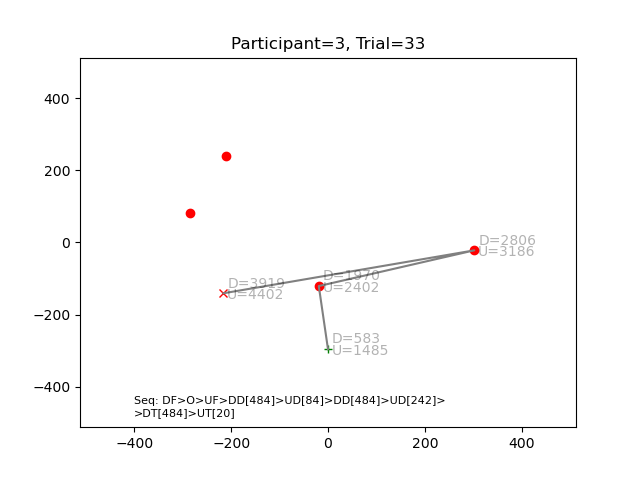 Participant=3, Trial=33
400
200
0
−200
−400
D=2806
U=3186
D=1970
U=2402
D=3919
U=4402
D=583
U=1485
Seq: DF>O>UF>DD[484]>UD[84]>DD[484]>UD[242]>
>DT[484]>UT[20]
−400 −200 0 200 400